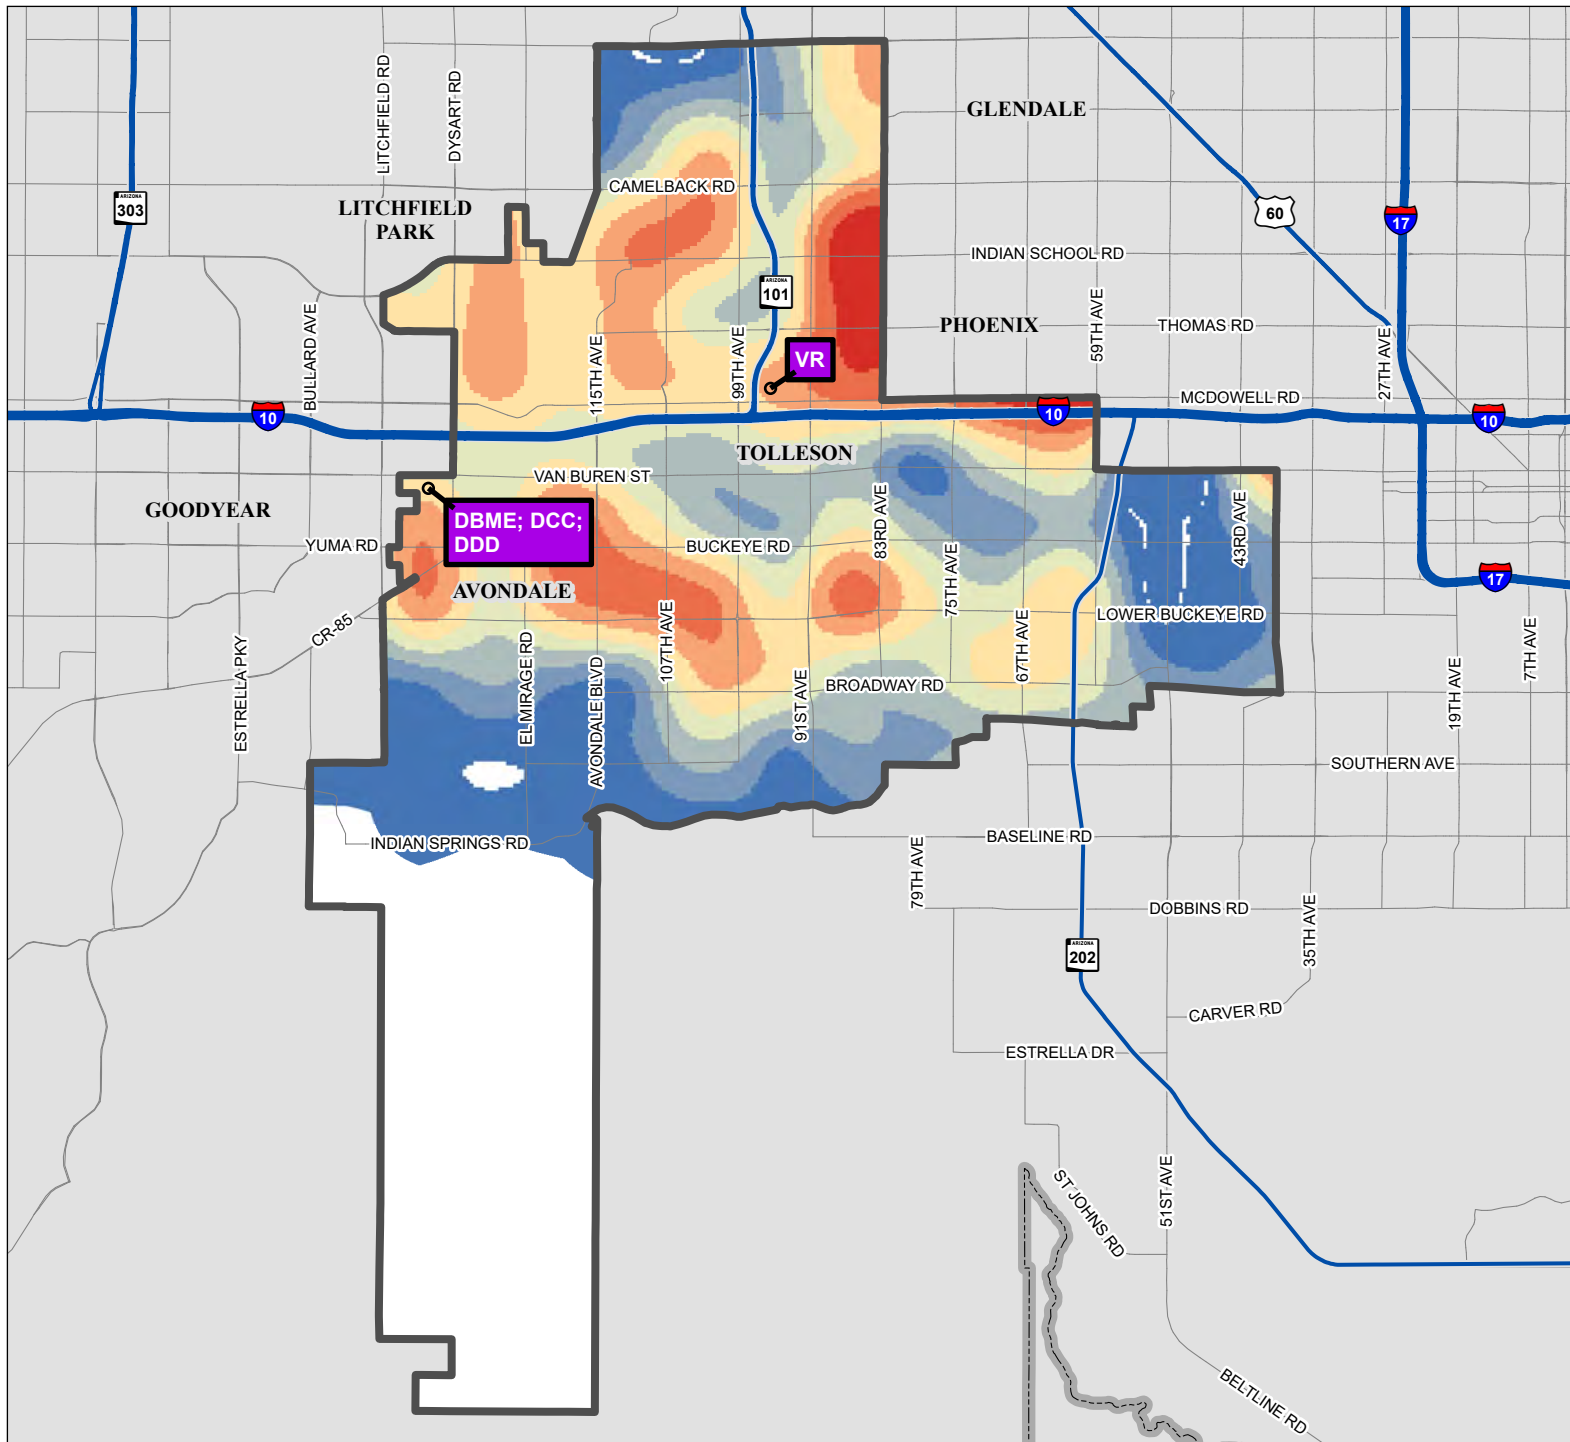 LITCHFIELD RD
DYSART RD
GLENDALE
CAMELBACK RD
ARIZONA
303
LITCHFIELD
PARK
60
17
INDIAN SCHOOL RD
ARIZONA
101
BULLARD AVE
115TH AVE
99TH AVE
PHOENIX
59TH AVE
THOMAS RD
27TH AVE
VR
MCDOWELL RD
10
10
10
TOLLESON
VAN BUREN ST
GOODYEAR
DBME; DCC;
DDD
YUMA RD
BUCKEYE RD
83RD AVE
75TH AVE
43RD AVE
17
AVONDALE
CR-85
107TH AVE
67TH AVE
LOWER BUCKEYE RD
7TH AVE
ESTRELLA PKY
EL MIRAGE RD
AVONDALE BLVD
91ST AVE
BROADWAY RD
19TH AVE
SOUTHERN AVE
INDIAN SPRINGS RD
BASELINE RD
79TH AVE
DOBBINS RD
35TH AVE
ARIZONA
202
CARVER RD
ESTRELLA DR
ST JOHNS RD
51ST AVE
BELTLINE RD